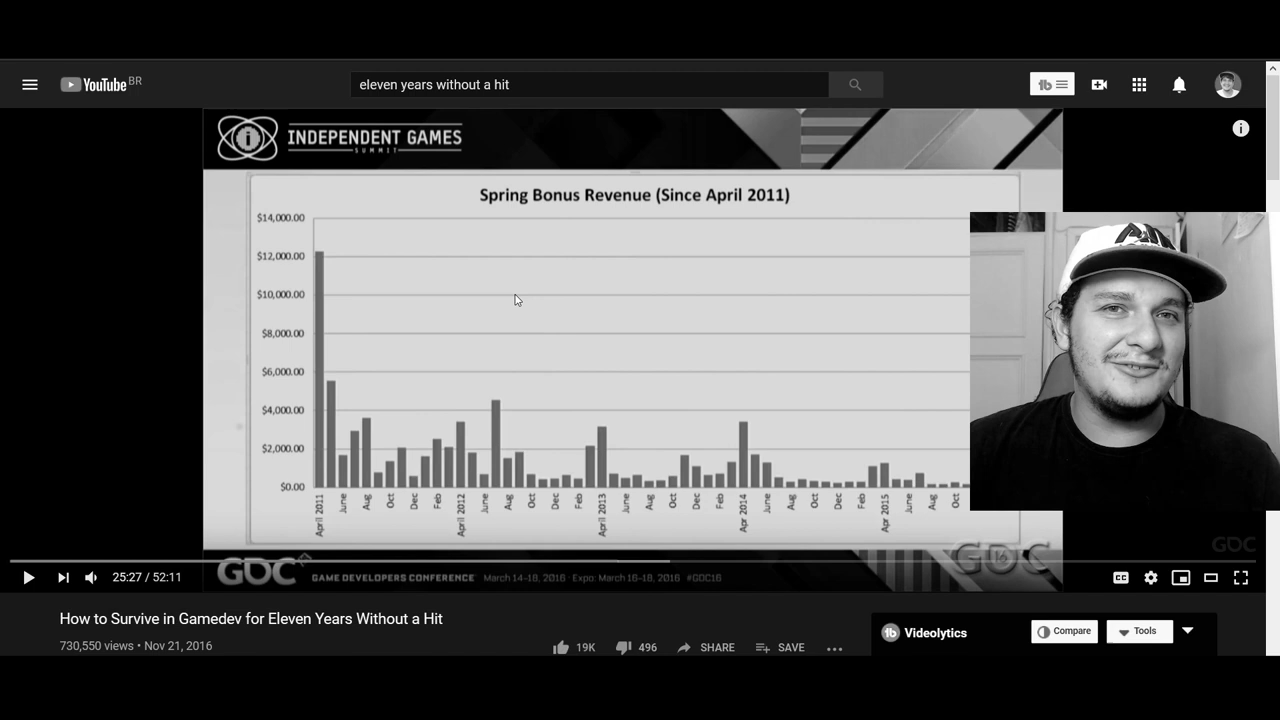 YouTube BR
eleven years without a hit
INDEPENDENT GAMES
SUMMIT
Spring Bonus Revenue (Since April 2011)
$14,000.00
$12,000.00
$10,000.00
$8,000.00
$6,000.00
$4,000.00
$2,000.00
$0.00
April 2011 June Aug Oct Dec Feb April 2012 June Aug Oct Dec Feb April 2013 June Aug Oct Dec Feb Apr 2014 June Aug Oct Dec Feb Apr 2015 June Aug Oct
GDC
GDC
16
GDC GAME DEVELOPERS CONFERENCE March 14-18, 2016 · Expo: March 16-18, 2016 #GDC16
25:27 / 52:11
CC
How to Survive in Gamedev for Eleven Years Without a Hit
730,550 views • Nov 21, 2016
19K 496 SHARE SAVE
Videolytics
Compare
Tools